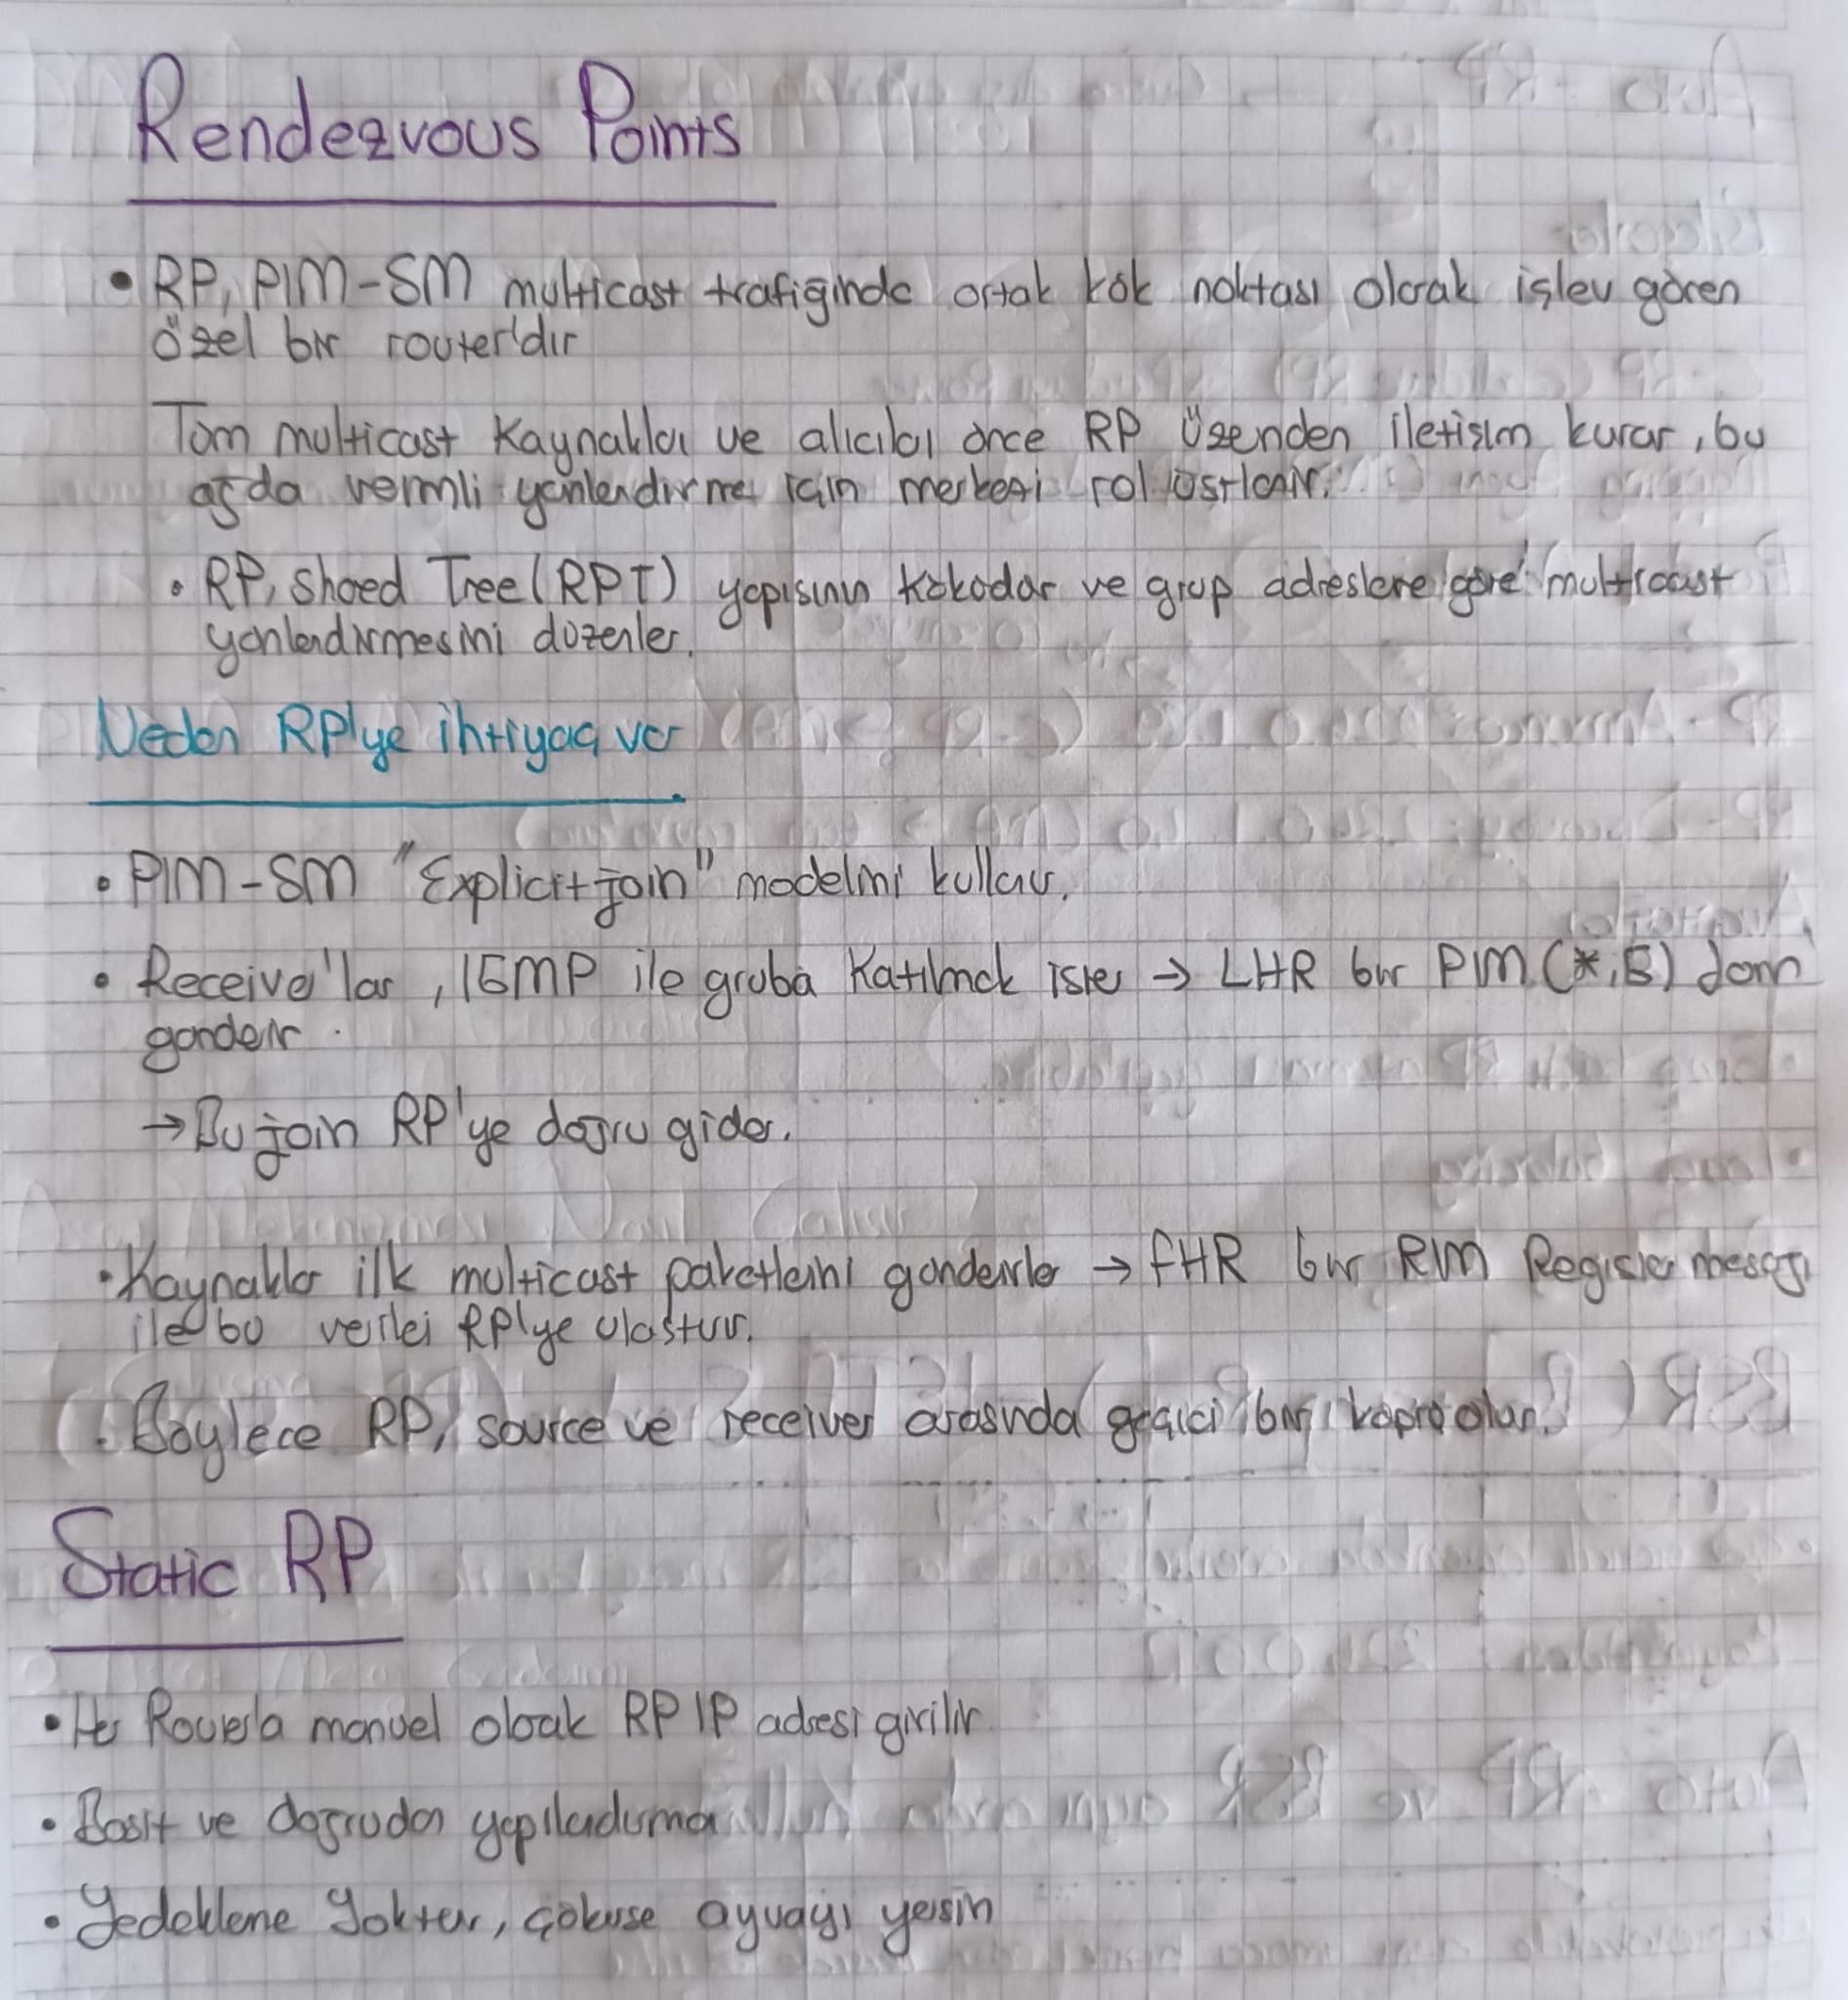 Rendezvous Points
• RP, PIM-SM multicast trafiğinde ortak kök noktası olarak işlev gören
özel bir router'dır
Tüm multicast Kaynakları ve alıcıları önce RP üzerinden iletişim kurar, bu
ağda verimli yönlendirme için merkezi rol üstlenir.
• RP, Shared Tree (RPT) yapısının köküdür ve grup adreslere göre multicast
yönlendirmesini düzenler.
Neden RP'ye ihtiyaç var
• PIM-SM "Explicit join" modelini kullanır.
• Receive'lar, IGMP ile gruba Katılmak ister → LHR bir PIM (*,G) Join
gönderir.
→ Bu join RP'ye doğru gider.
• Kaynaklar ilk multicast paketlerini gönderirler → FHR bir PIM Register mesajı
ile bu verileri RP'ye ulaştırır.
• Böylece RP, source ve receiver arasında geçici bir köprü olur.
Static RP
• Her Router'a manuel olarak RP IP adresi girilir
• Basit ve doğrudan yapılandırma
• Yedekleme Yoktur, çökerse ayvayı yersin